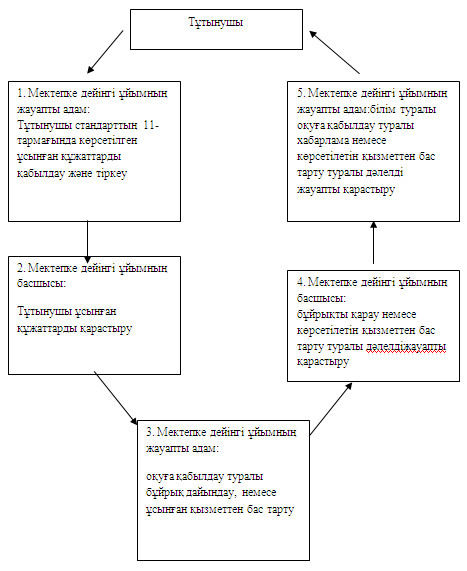 Тұтынушы
1. Мектепке дейінгі ұйымның
жауапты адам:
Тұтынушы стандарттың 11-
тармағында көрсетілген
ұсынған құжаттарды
қабылдау және тіркеу
2. Мектепке дейінгі ұйымның
басшысы:
Тұтынушы ұсынған
құжаттарды қарастыру
3. Мектепке дейінгі ұйымның
жауапты адам:
оқуға қабылдау туралы
бұйрық дайындау, немесе
ұсынған қызметтен бас тарту
4. Мектепке дейінгі ұйымның
басшысы:
бұйрықты қарау немесе
көрсетілетін қызметтен бас
тарту туралы дәлелдіжауапты
қарастыру
5. Мектепке дейінгі ұйымның
жауапты адам:білім туралы
оқуға қабылдау туралы
хабарлама немесе
көрсетілетін қызметтен бас
тарту туралы дәлелді
жауапты қарастыру